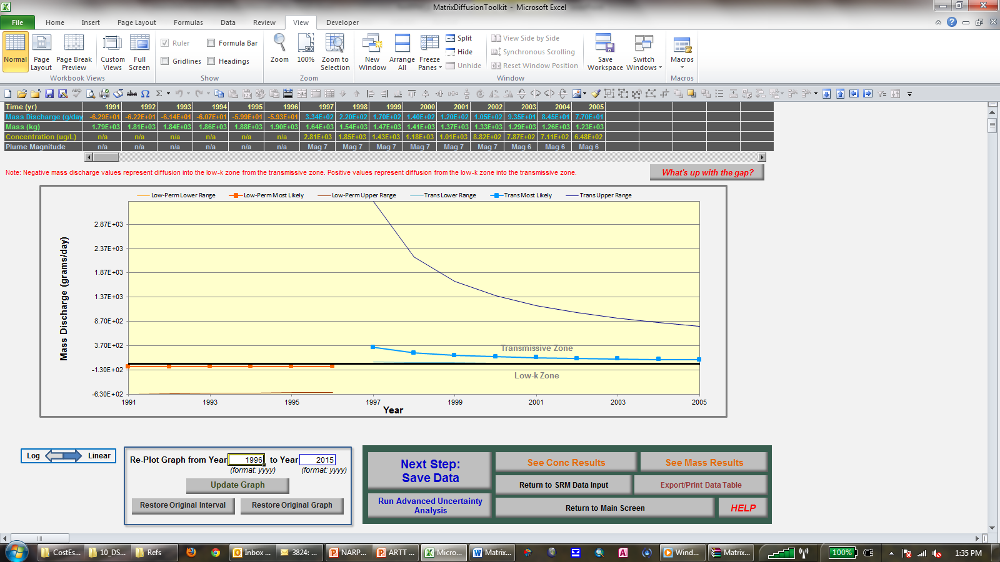 MatrixDiffusionToolkit - Microsoft Excel
File Home Insert Page Layout Formulas Data Review View Developer
Normal Page Layout Page Break Preview Custom Views Full Screen
Workbook Views
Ruler Formula Bar
Gridlines Headings
Show
Zoom 100% Zoom to Selection
Zoom
New Window Arrange All Freeze Panes
Split
Hide
Unhide
View Side by Side
Synchronous Scrolling
Reset Window Position
Save Workspace Switch Windows
Window
Macros
Macros
Time (yr) 1991 1992 1993 1994 1995 1996 1997 1998 1999 2000 2001 2002 2003 2004 2005
Mass Discharge (g/day -6.29E+01 -6.22E+01 -6.14E+01 -6.07E+01 -5.99E+01 -5.93E+01 3.34E+02 2.20E+02 1.70E+02 1.40E+02 1.20E+02 1.05E+02 9.35E+01 8.45E+01 7.70E+01
Mass (kg) 1.79E+03 1.81E+03 1.84E+03 1.86E+03 1.88E+03 1.90E+03 1.64E+03 1.54E+03 1.47E+03 1.41E+03 1.37E+03 1.33E+03 1.29E+03 1.26E+03 1.23E+03
Concentration (ug/L) n/a n/a n/a n/a n/a n/a 2.81E+03 1.85E+03 1.43E+03 1.18E+03 1.01E+03 8.82E+02 7.87E+02 7.11E+02 6.48E+02
Plume Magnitude n/a n/a n/a n/a n/a n/a Mag 7 Mag 7 Mag 7 Mag 7 Mag 7 Mag 7 Mag 6 Mag 6 Mag 6
Note: Negative mass discharge values represent diffusion into the low-k zone from the transmissive zone. Positive values represent diffusion from the low-k zone into the transmissive zone.
What's up with the gap?
Low-Perm Lower Range Low-Perm Most Likely Low-Perm Upper Range Trans Lower Range Trans Most Likely Trans Upper Range
Mass Discharge (grams/day)
2.87E+03
2.37E+03
1.87E+03
1.37E+03
8.70E+02
3.70E+02
-1.30E+02
-6.30E+02
Transmissive Zone
Low-k Zone
1991 1993 1995 1997 1999 2001 2003 2005
Year
Log Linear
Re-Plot Graph from Year 1996 to Year 2015
(format: yyyy) (format: yyyy)
Update Graph
Restore Original Interval Restore Original Graph
Next Step:
Save Data
Run Advanced Uncertainty
Analysis
See Conc Results See Mass Results
Return to SRM Data Input Export/Print Data Table
Return to Main Screen HELP
CostEs... 10_DS... Refs Inbox ... 3824: ... NARP... ARTT ... Micro... Matrix... Wind... Matrix... 100% 1:35 PM